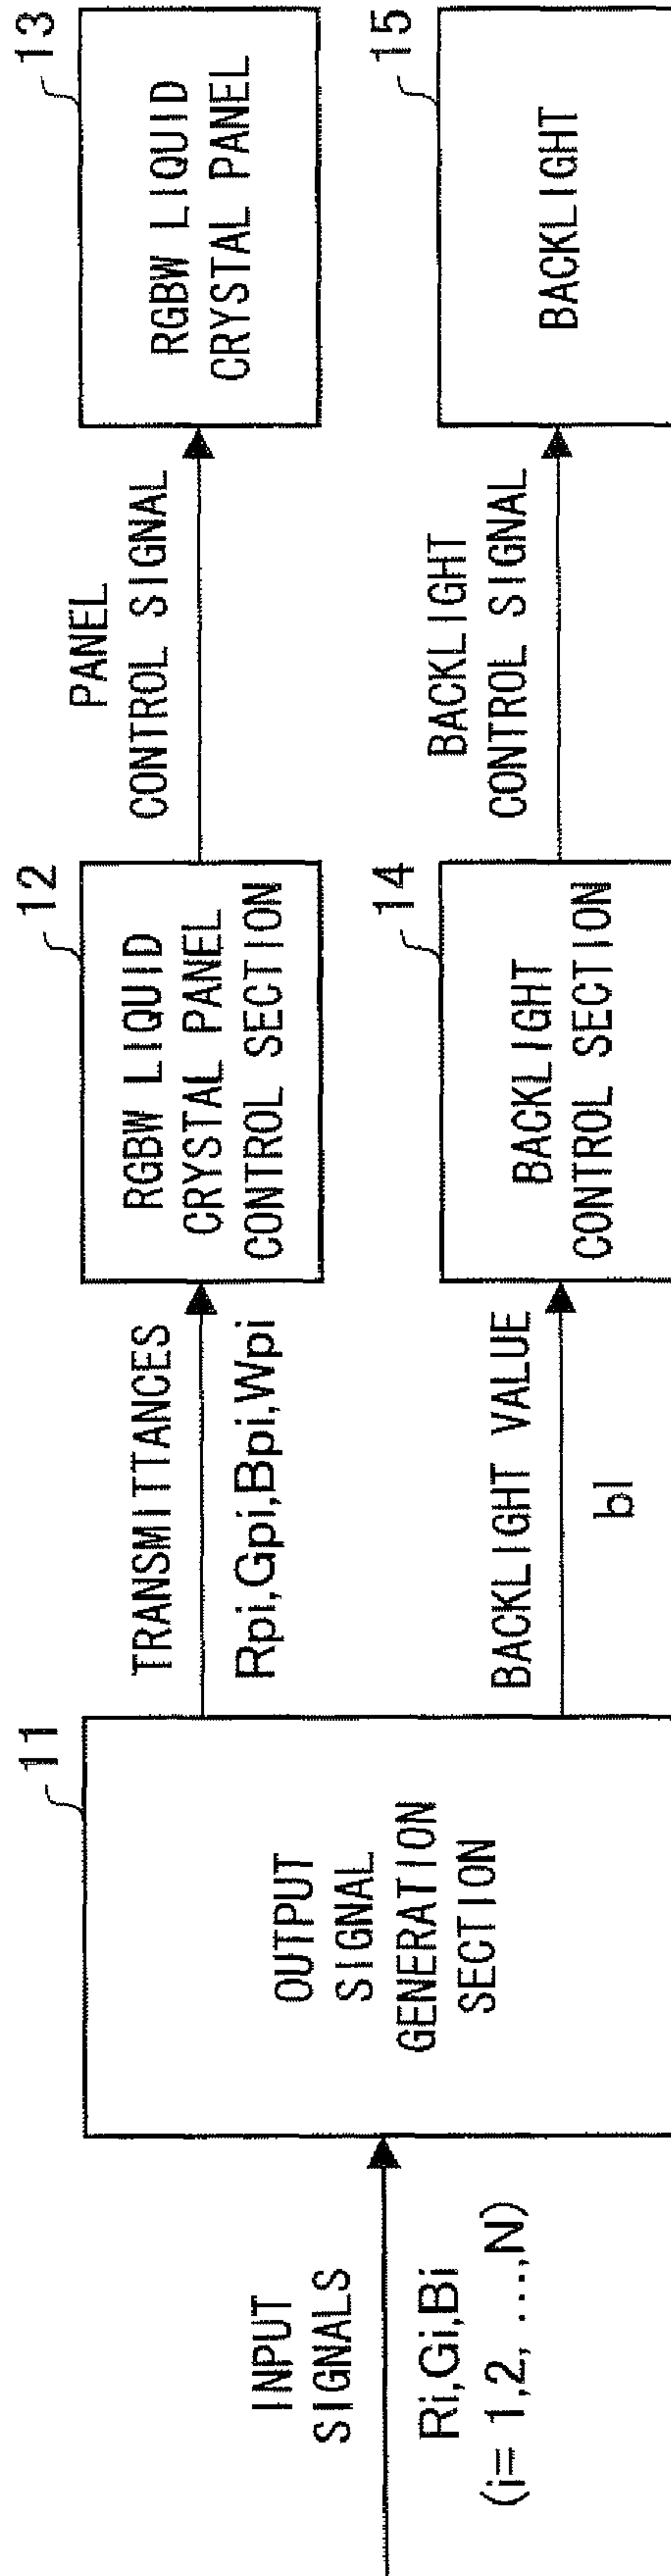 INPUT
SIGNALS
Ri,Gi,Bi
(i= 1,2, ...,N)
11
OUTPUT
SIGNAL
GENERATION
SECTION
TRANSMITTANCES
Rpi,Gpi,Bpi,Wpi
BACKLIGHT VALUE
bl
12
RGBW LIQUID
CRYSTAL PANEL
CONTROL SECTION
14
BACKLIGHT
CONTROL SECTION
PANEL
CONTROL SIGNAL
BACKLIGHT
CONTROL SIGNAL
13
RGBW LIQUID
CRYSTAL PANEL
15
BACKLIGHT